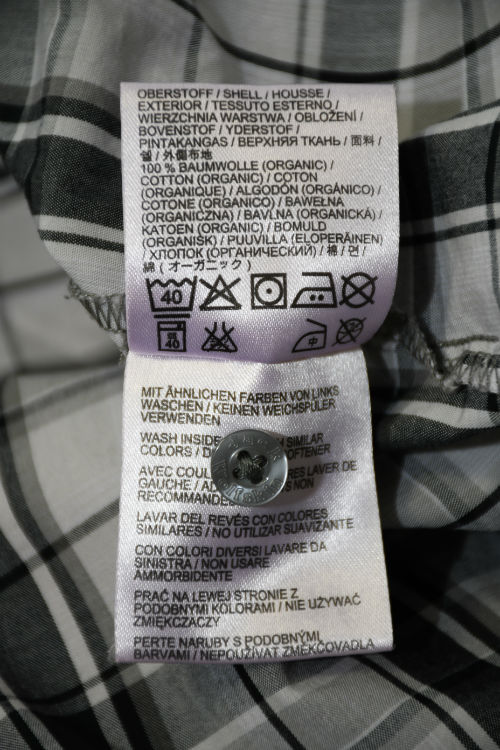 OBERSTOFF / SHELL / HOUSSE /
EXTERIOR / TESSUTO ESTERNO /
WIERZCHNIA WARSTWA / OBLOŽENÍ /
BOVENSTOF / YDERSTOF /
PINTAKANGAS / ВЕРХНЯЯ ТКАНЬ / 面料 /
겉 / 外側布地
100 % BAUMWOLLE (ORGANIC) /
COTTON (ORGANIC) / COTON
(ORGANIQUE) / ALGODÓN (ORGÁNICO) /
COTONE (ORGANICO) / BAWEŁNA
(ORGANICZNA) / BAVLNA (ORGANICKÁ) /
KATOEN (ORGANIC) / BOMULD
(ORGANISK) / PUUVILLA (ELOPERÄINEN)
/ ХЛОПОК (ОРГАНИЧЕСКИЙ) / 棉 / 면 /
綿 ( オーガニック )
40
40
MIT ÄHNLICHEN FARBEN VON LINKS
WASCHEN / KEINEN WEICHSPÜLER
VERWENDEN
WASH INSIDE SIMILAR
COLORS /
AVEC LAVER DE
GAUCHE / NON
LAVAR DEL REVÉS CON COLORES
SIMILARES / NO UTILIZAR SUAVIZANTE
CON COLORI DIVERSI LAVARE DA
SINISTRA / NON USARE
AMMORBIDENTE
PRAĆ NA LEWEJ STRONIE Z
PODOBNYMI KOLORAMI / NIE UŻYWAĆ
ZMIĘKCZACZY
PERTE NARUBY S PODOBNÝMI
BARVAMI / NEPOUŽÍVAT ZMĚKČOVADLA